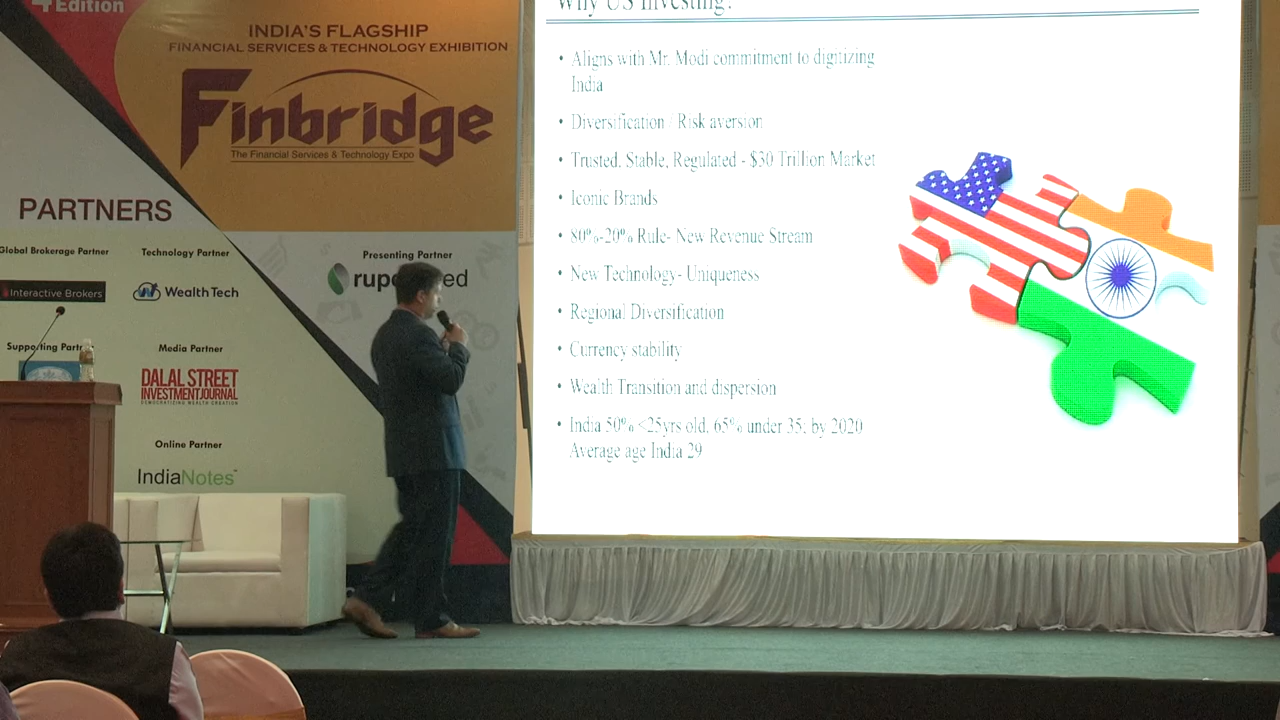 4
Edition
INDIA'S FLAGSHIP
FINANCIAL SERVICES & TECHNOLOGY EXHIBITION
Finbridge
The Financial Services & Technology Expo
PARTNERS
Global Brokerage Partner
Technology Partner
Presenting Partner
Interactive Brokers
WealthTech
Supporting
Media Partner
DALAL STREET
INVESTMENT JOURNAL
DEMOCRATIZING WEALTH CREATION
Online Partner
IndiaNotes
Why US Investing?
• Aligns with Mr. Modi commitment to digitizing
India
• Diversification / Risk aversion
• Trusted, Stable, Regulated - $30 Trillion Market
• Iconic Brands
• 80%-20% Rule- New Revenue Stream
• New Technology- Uniqueness
• Regional Diversification
• Currency stability
• Wealth Transition and dispersion
• India 50% <25yrs old, 65% under 35; by 2020
Average age India 29